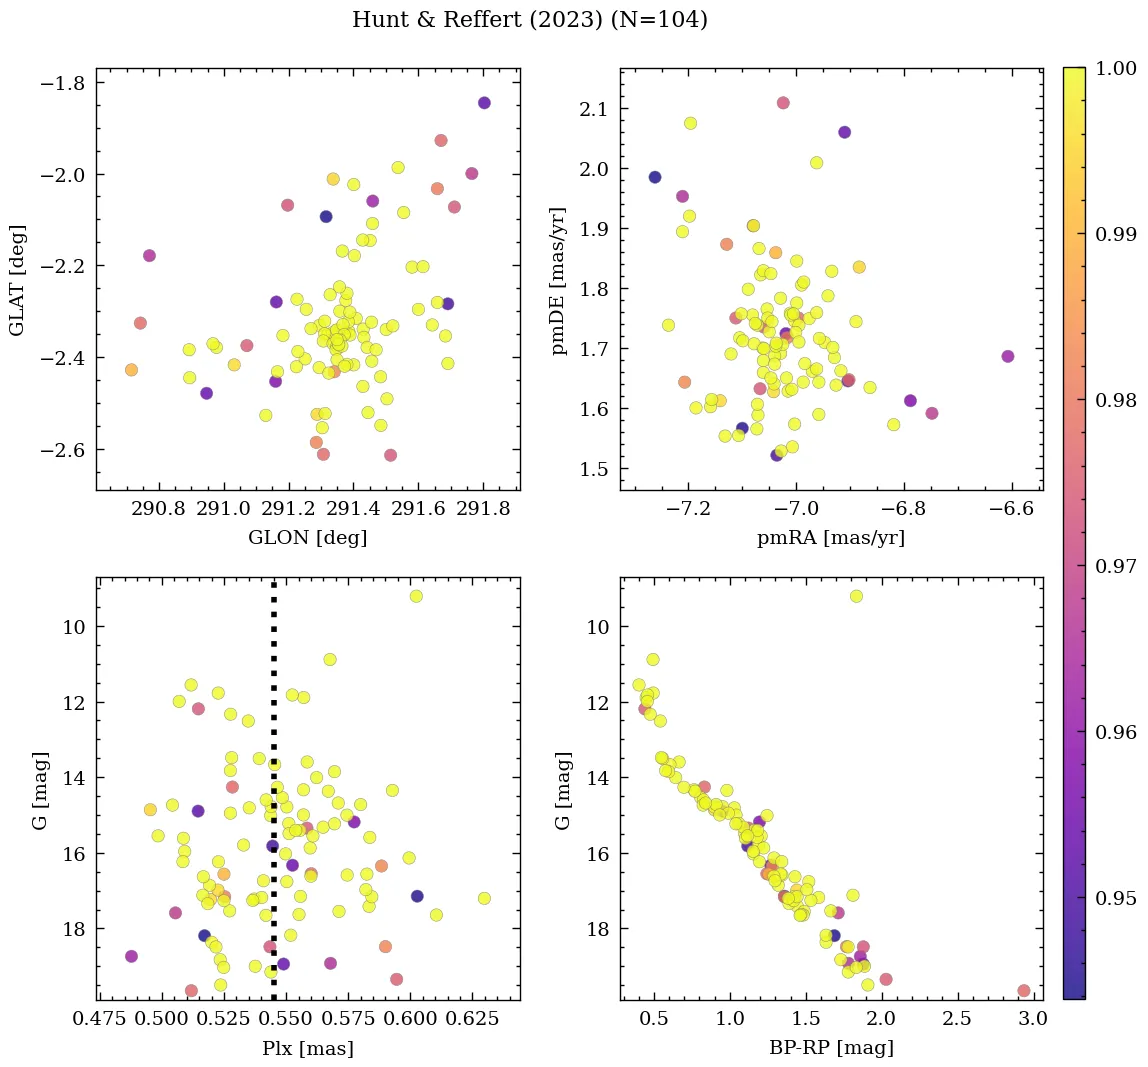 Hunt & Reffert (2023) (N=104)
−1.8
−2.0
−2.2
−2.4
−2.6
GLAT [deg]
290.8 291.0 291.2 291.4 291.6 291.8
GLON [deg]
2.1
2.0
1.9
1.8
1.7
1.6
1.5
pmDE [mas/yr]
−7.2 −7.0 −6.8 −6.6
pmRA [mas/yr]
10
12
14
16
18
G [mag]
0.475 0.500 0.525 0.550 0.575 0.600 0.625
Plx [mas]
10
12
14
16
18
G [mag]
0.5 1.0 1.5 2.0 2.5 3.0
BP-RP [mag]
1.00
0.99
0.98
0.97
0.96
0.95